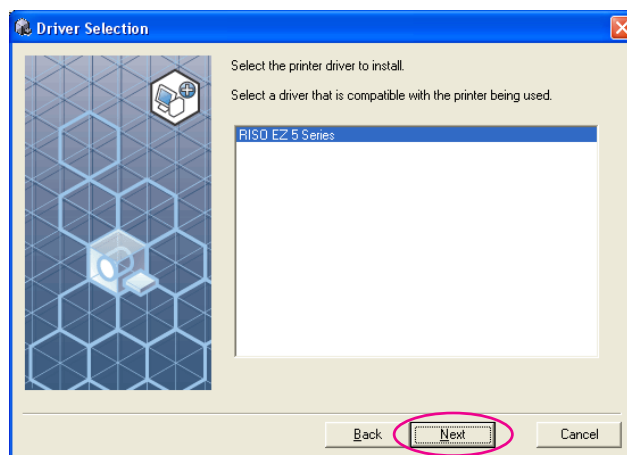 Driver Selection
Select the printer driver to install.
Select a driver that is compatible with the printer being used.
RISO EZ 5 Series
Back
Next
Cancel